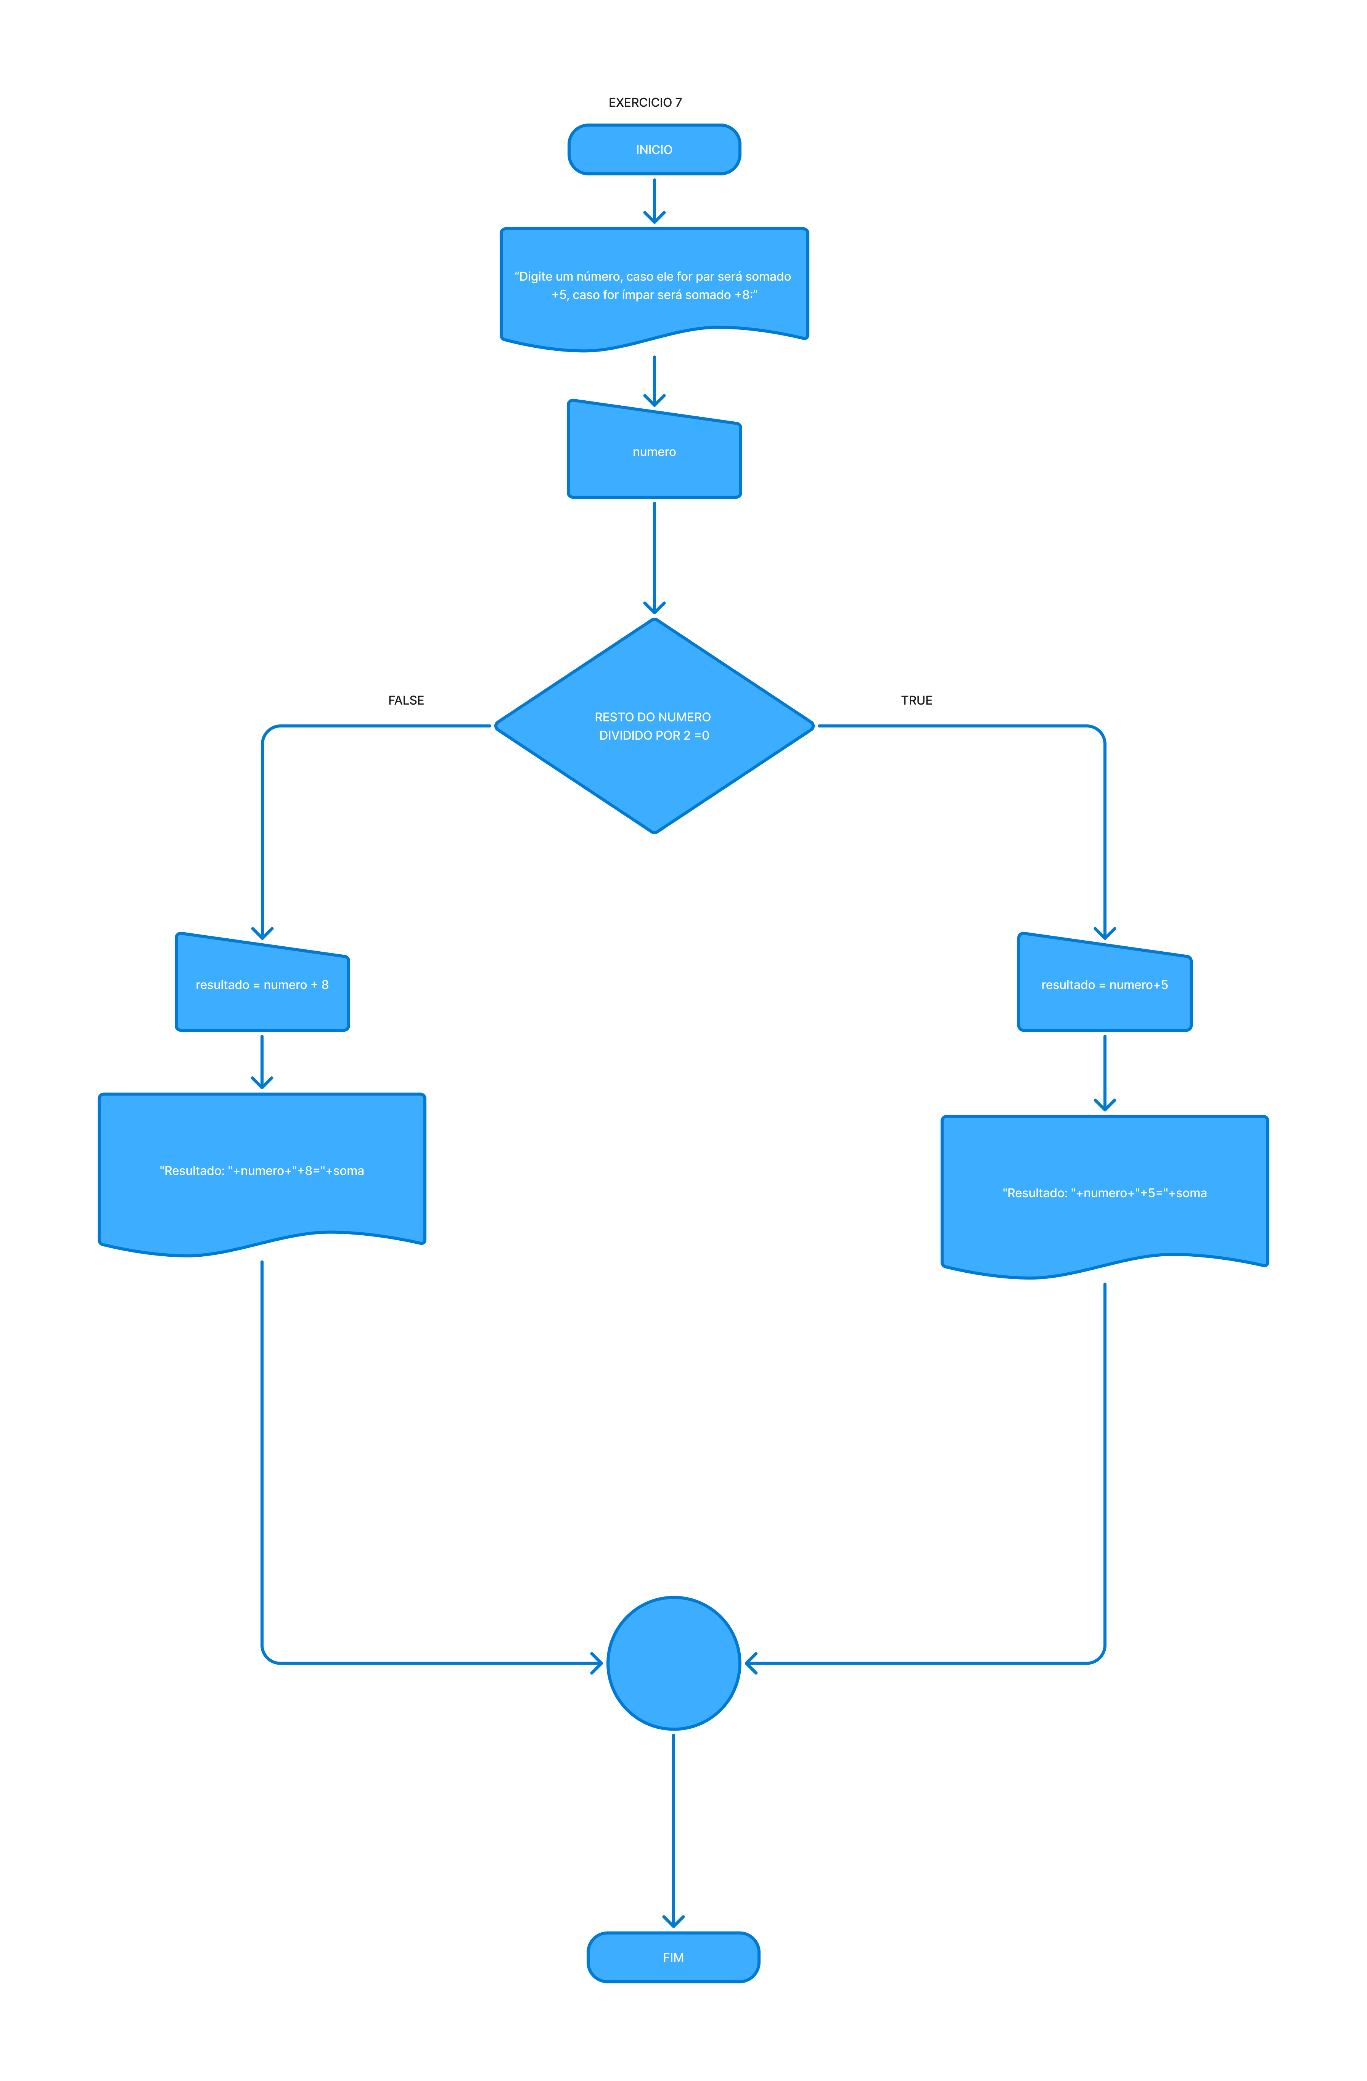 EXERCICIO 7
INICIO
“Digite um número, caso ele for par será somado
+5, caso for ímpar será somado +8:”
numero
FALSE
TRUE
RESTO DO NUMERO
DIVIDIDO POR 2 =0
resultado = numero + 8
resultado = numero+5
"Resultado: "+numero+"+8="+soma
"Resultado: "+numero+"+5="+soma
FIM